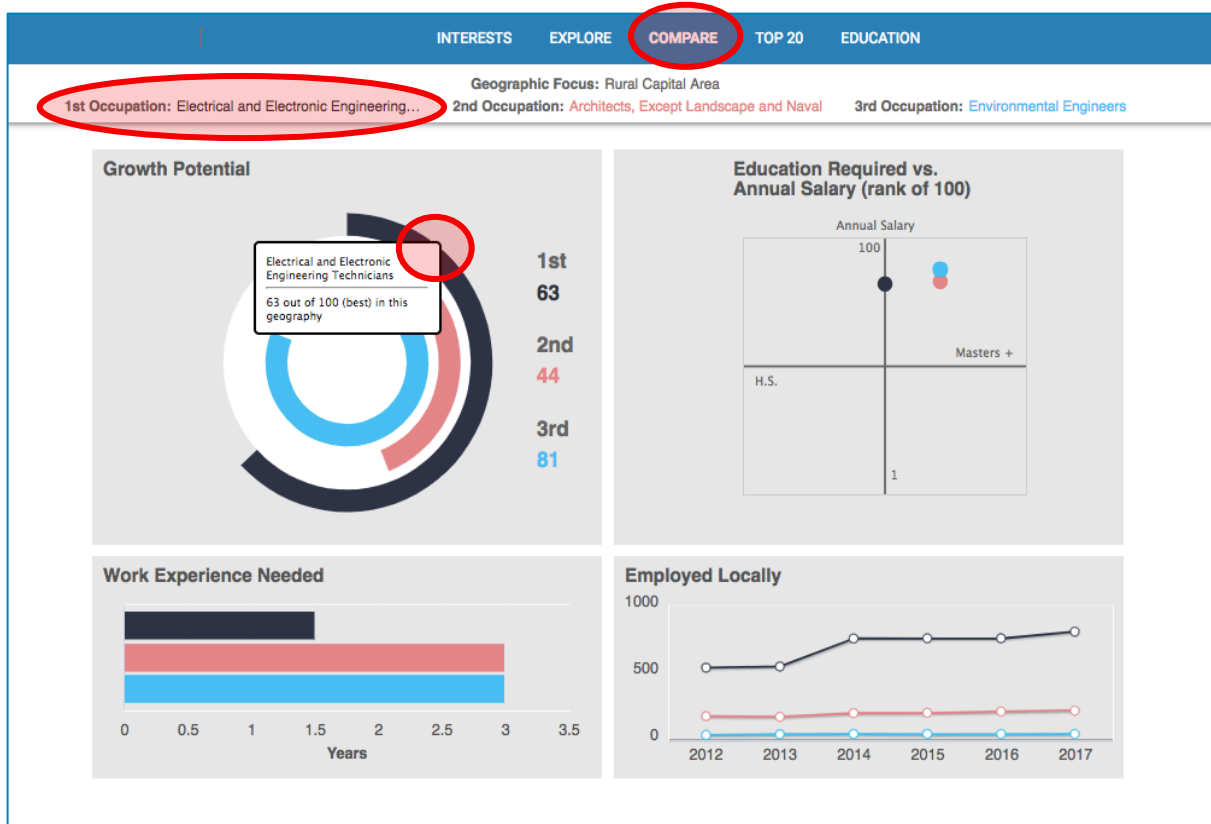 INTERESTS EXPLORE COMPARE TOP 20 EDUCATION
Geographic Focus: Rural Capital Area
1st Occupation: Electrical and Electronic Engineering... 2nd Occupation: Architects, Except Landscape and Naval 3rd Occupation: Environmental Engineers
Growth Potential
Electrical and Electronic
Engineering Technicians
63 out of 100 (best) in this
geography
1st
63
2nd
44
3rd
81
Education Required vs.
Annual Salary (rank of 100)
Annual Salary
100
Masters +
H.S.
1
Work Experience Needed
0 0.5 1 1.5 2 2.5 3 3.5
Years
Employed Locally
1000
500
0
2012 2013 2014 2015 2016 2017